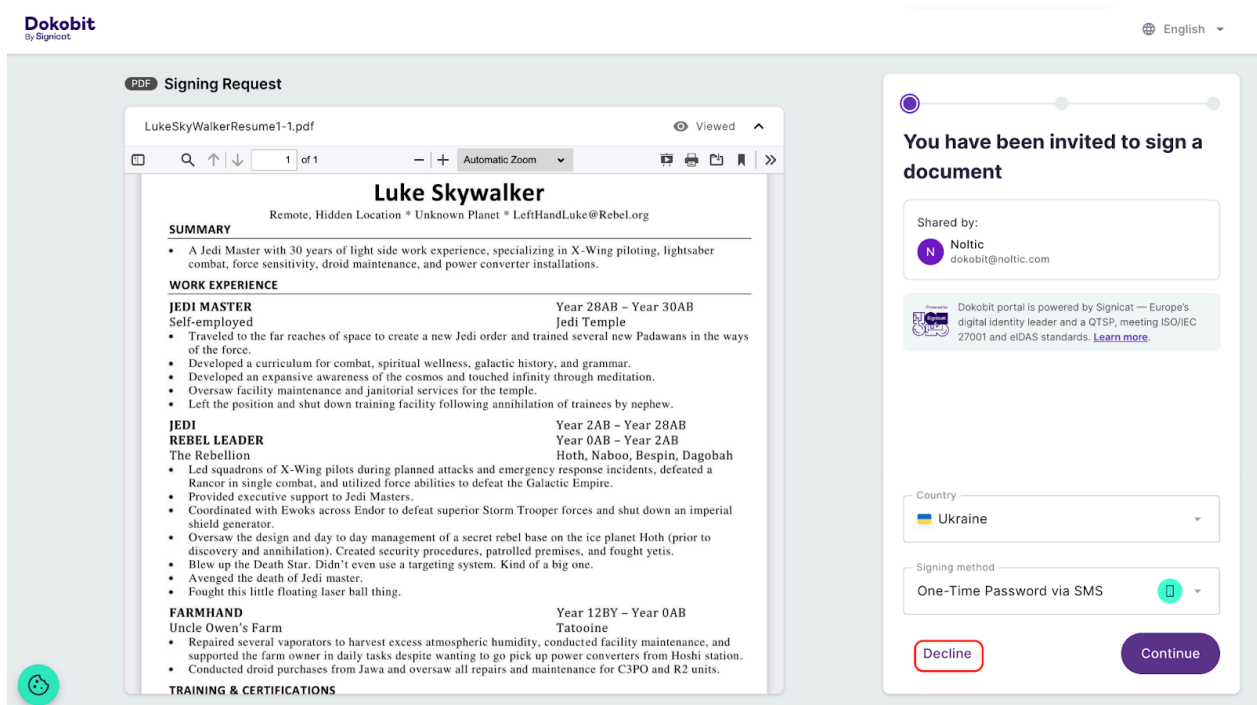 Dokobit
By Signicat
English
PDF Signing Request
LukeSkyWalkerResume1-1.pdf
Viewed
1 of 1
Automatic Zoom
Luke Skywalker
Remote, Hidden Location * Unknown Planet * LeftHandLuke@Rebel.org
SUMMARY
• A Jedi Master with 30 years of light side work experience, specializing in X-Wing piloting, lightsaber
combat, force sensitivity, droid maintenance, and power converter installations.
WORK EXPERIENCE
JEDI MASTER Year 28AB – Year 30AB
Self-employed Jedi Temple
• Traveled to the far reaches of space to create a new Jedi order and trained several new Padawans in the ways
of the force.
• Developed a curriculum for combat, spiritual wellness, galactic history, and grammar.
• Developed an expansive awareness of the cosmos and touched infinity through meditation.
• Oversaw facility maintenance and janitorial services for the temple.
• Left the position and shut down training facility following annihilation of trainees by nephew.
JEDI Year 2AB – Year 28AB
REBEL LEADER Year 0AB – Year 2AB
The Rebellion Hoth, Naboo, Bespin, Dagobah
• Led squadrons of X-Wing pilots during planned attacks and emergency response incidents, defeated a
Rancor in single combat, and utilized force abilities to defeat the Galactic Empire.
• Provided executive support to Jedi Masters.
• Coordinated with Ewoks across Endor to defeat superior Storm Trooper forces and shut down an imperial
shield generator.
• Oversaw the design and day to day management of a secret rebel base on the ice planet Hoth (prior to
discovery and annihilation). Created security procedures, patrolled premises, and fought yetis.
• Blew up the Death Star. Didn't even use a targeting system. Kind of a big one.
• Avenged the death of Jedi master.
• Fought this little floating laser ball thing.
FARMHAND Year 12BY – Year 0AB
Uncle Owen's Farm Tatooine
• Repaired several vaporators to harvest excess atmospheric humidity, conducted facility maintenance, and
supported the farm owner in daily tasks despite wanting to go pick up power converters from Hoshi station.
• Conducted droid purchases from Jawa and oversaw all repairs and maintenance for C3PO and R2 units.
TRAINING & CERTIFICATIONS
You have been invited to sign a
document
Shared by:
N
Noltic
dokobit@noltic.com
Powered by
Signicat
Dokobit portal is powered by Signicat — Europe's
digital identity leader and a QTSP, meeting ISO/IEC
27001 and eIDAS standards. Learn more.
Country
Ukraine
Signing method
One-Time Password via SMS
Decline
Continue